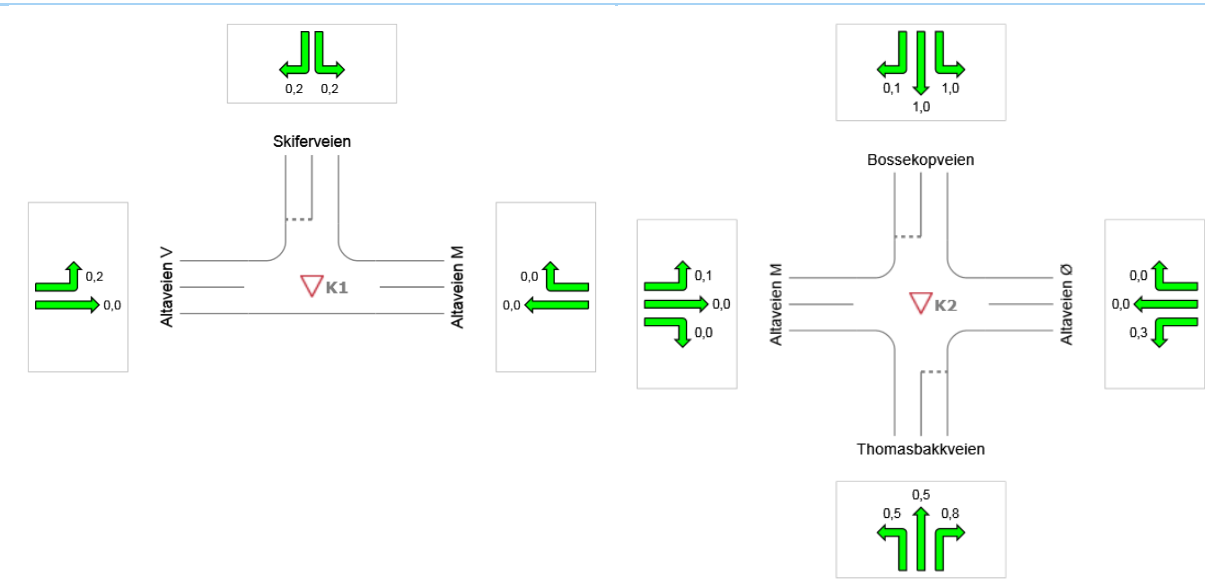 0,2 0,2
Skiferveien
0,2
0,0
Altaveien V
K1
Altaveien M
0,0
0,0
0,1 1,0
1,0
Bossekopveien
0,1
0,0
0,0
Altaveien M
K2
Altaveien Ø
0,0
0,0
0,3
Thomasbakkveien
0,5
0,5 0,8